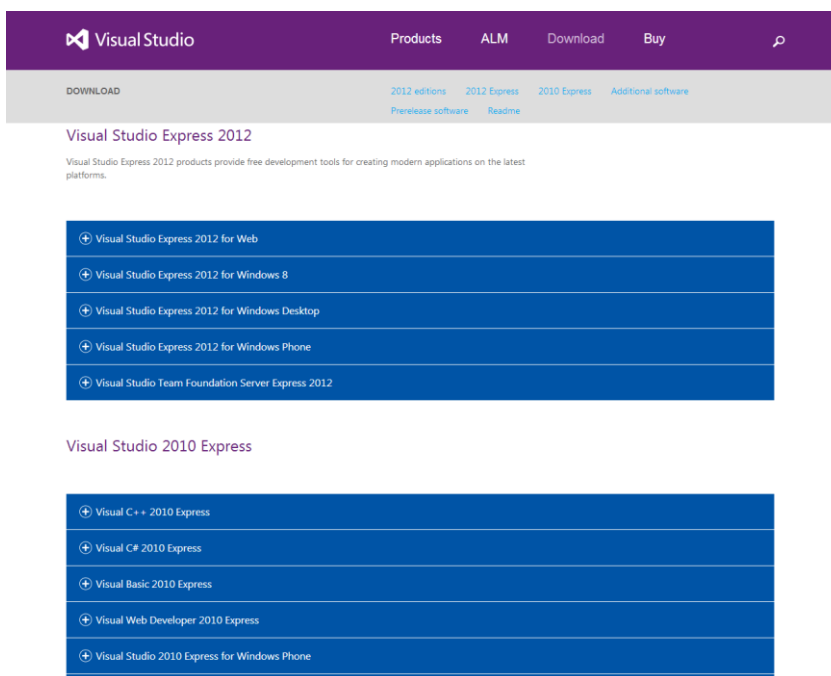 Visual Studio
Products ALM Download Buy
DOWNLOAD
2012 editions 2012 Express 2010 Express Additional software
Prerelease software Readme
Visual Studio Express 2012
Visual Studio Express 2012 products provide free development tools for creating modern applications on the latest
platforms.
Visual Studio Express 2012 for Web
Visual Studio Express 2012 for Windows 8
Visual Studio Express 2012 for Windows Desktop
Visual Studio Express 2012 for Windows Phone
Visual Studio Team Foundation Server Express 2012
Visual Studio 2010 Express
Visual C++ 2010 Express
Visual C# 2010 Express
Visual Basic 2010 Express
Visual Web Developer 2010 Express
Visual Studio 2010 Express for Windows Phone